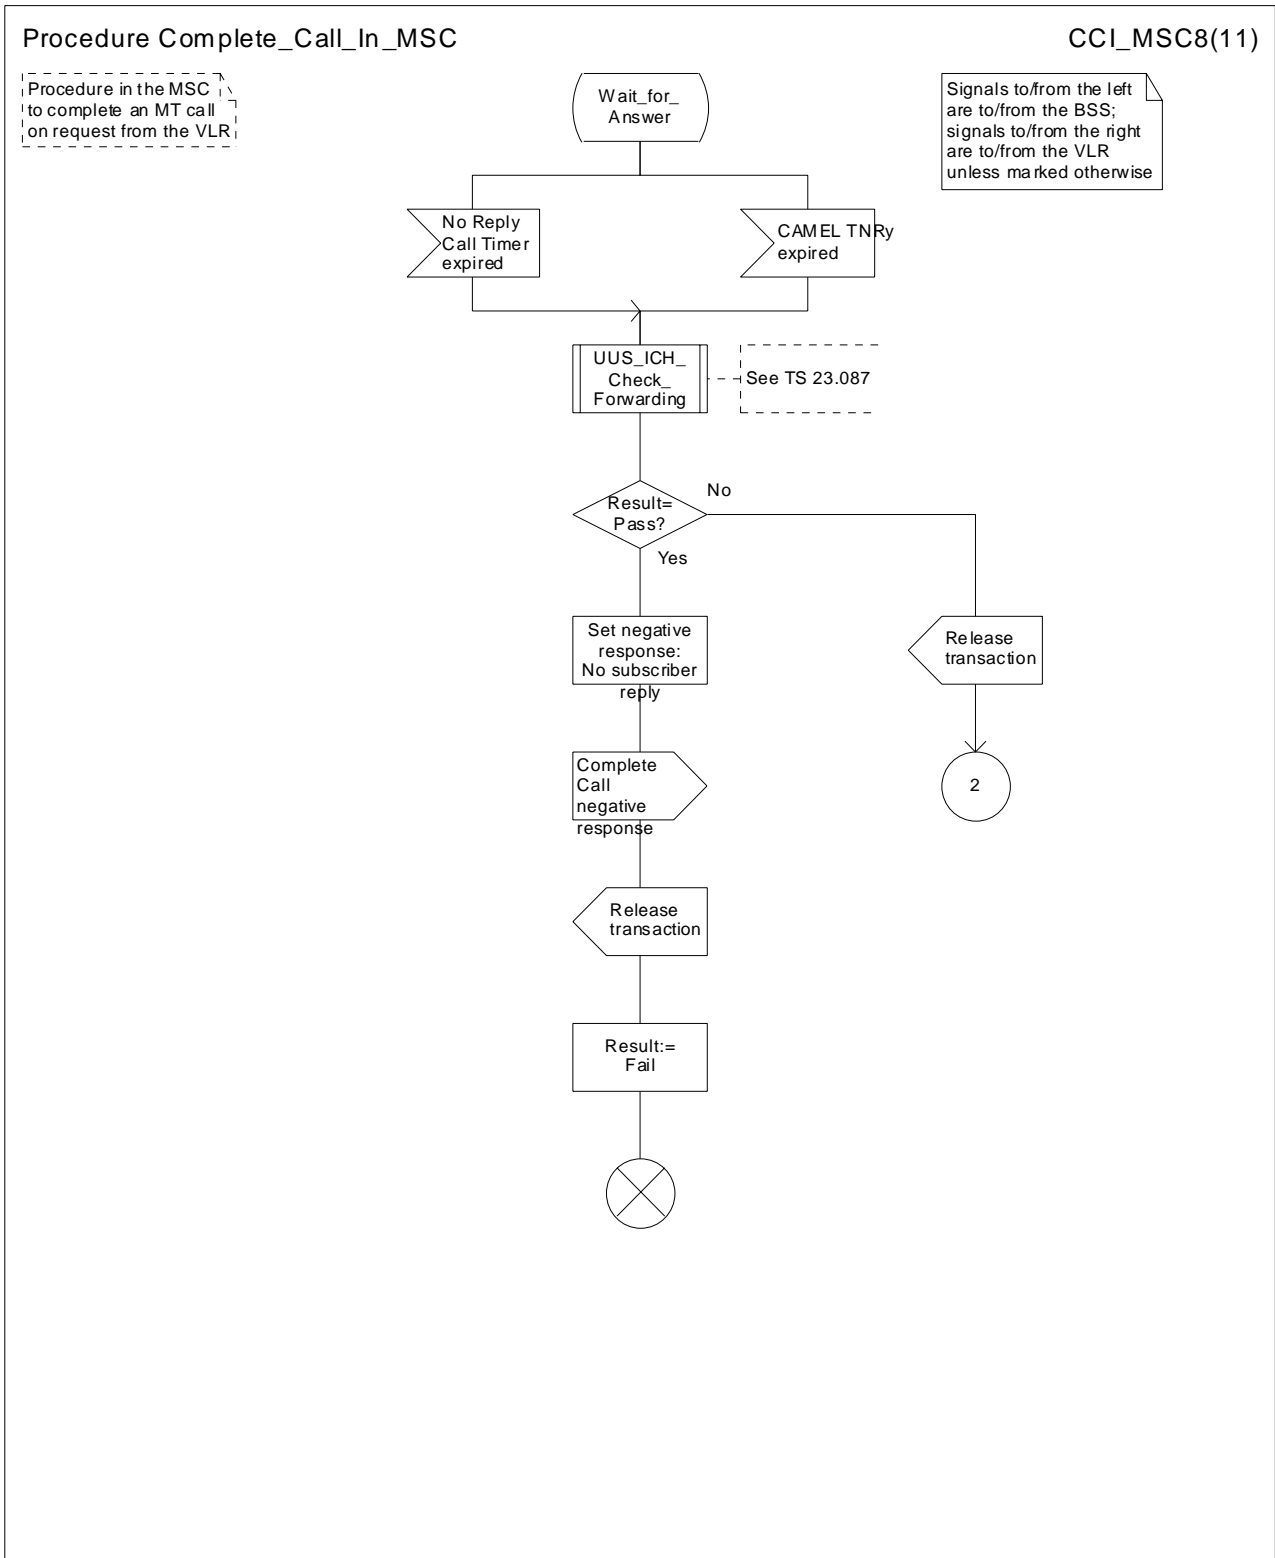 Procedure Complete_Call_In_MSC
CCI_MSC8(11)
Procedure in the MSC
to complete an MT call
on request from the VLR
Wait_for_
Answer
Signals to/from the left
are to/from the BSS;
signals to/from the right
are to/from the VLR
unless marked otherwise
No Reply
Call Timer
expired
CAMEL TNRy
expired
UUS_ICH_
Check_
Forwarding
See TS 23.087
Result=
Pass?
No
Yes
Set negative
response:
No subscriber
reply
Release
transaction
Complete
Call
negative
response
2
Release
transaction
Result:=
Fail